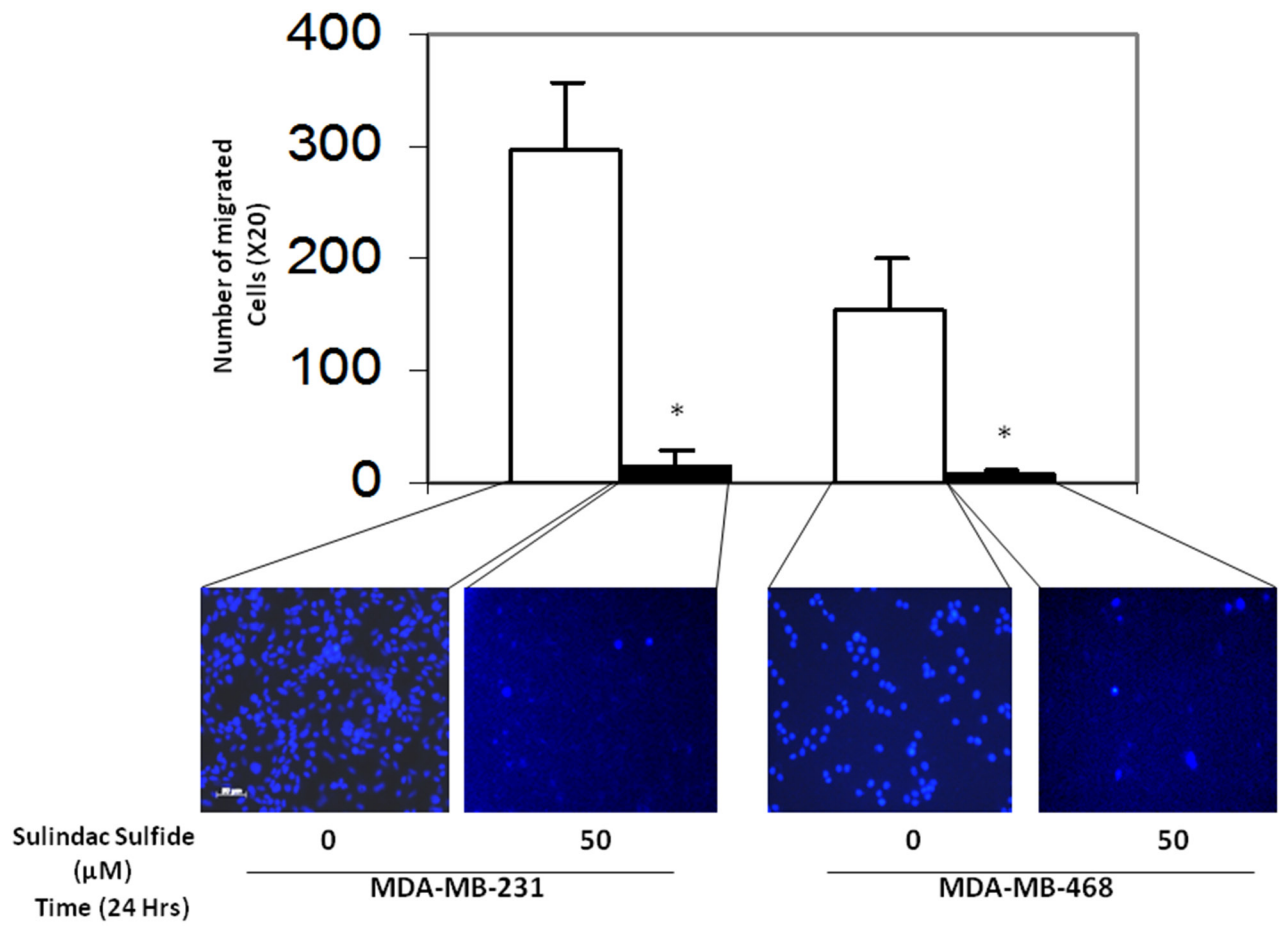 400
300
200
100
0
Number of migrated
Cells (X20)
*
*
Sulindac Sulfide
(µM)
0
50
0
50
Time (24 Hrs)
MDA-MB-231
MDA-MB-468